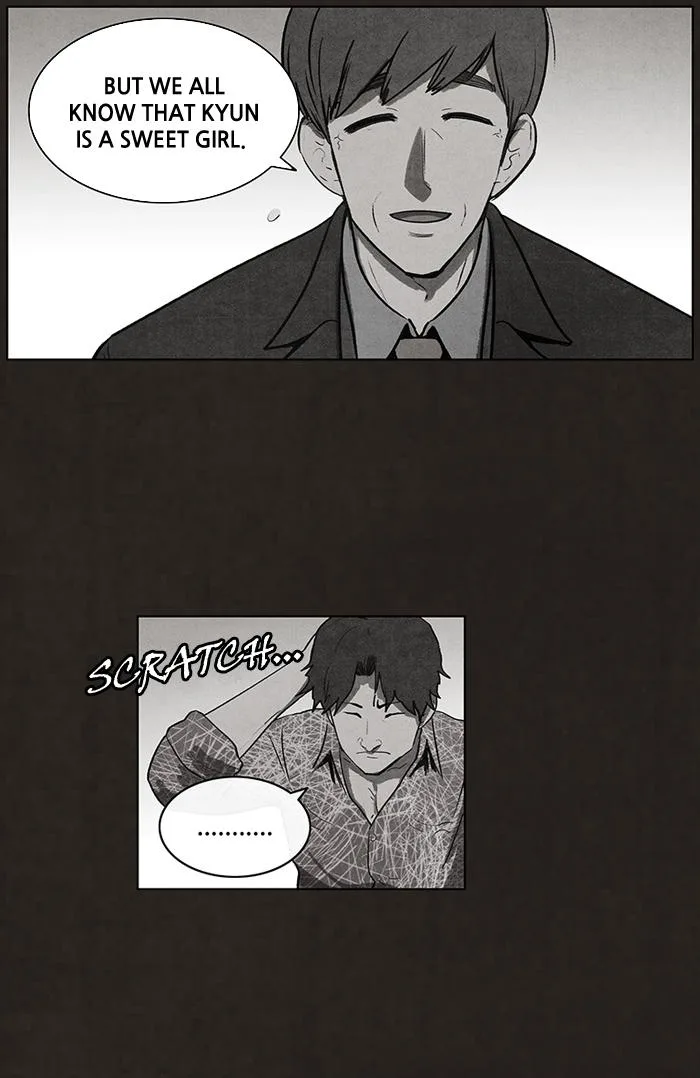 BUT WE ALL
KNOW THAT KYUN
IS A SWEET GIRL.
SCRATCH...
...........